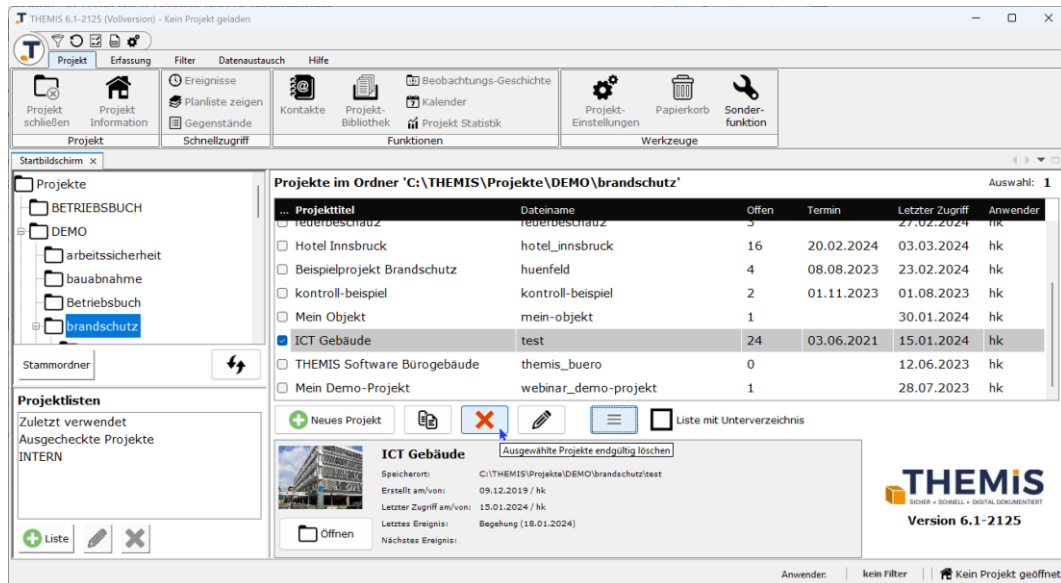 THEMIS 6.1-2125 (Vollversion) - Kein Projekt geladen
Projekt Erfassung Filter Datenaustausch Hilfe
Projekt schließen
Projekt Information
Projekt
Ereignisse
Planliste zeigen
Gegenstände
Schnellzugriff
Kontakte
Projekt-Bibliothek
Beobachtungs-Geschichte
Kalender
Projekt Statistik
Funktionen
Projekt-Einstellungen
Papierkorb
Sonder-funktion
Werkzeuge
Startbildschirm
Projekte
BETRIEBSBUCH
DEMO
arbeitssicherheit
bauabnahme
Betriebsbuch
brandschutz
Stammordner
Projektlisten
Zuletzt verwendet
Ausgecheckte Projekte
INTERN
Liste
Projekte im Ordner 'C:\THEMIS\Projekte\DEMO\brandschutz' Auswahl: 1
... Projekttitel Dateiname Offen Termin Letzter Zugriff Anwender
feuerbeschau2 feuerbeschau2 3 27.02.2024 hk
Hotel Innsbruck hotel_innsbruck 16 20.02.2024 03.03.2024 hk
Beispielprojekt Brandschutz huenfeld 4 08.08.2023 23.02.2024 hk
kontroll-beispiel kontroll-beispiel 2 01.11.2023 01.08.2023 hk
Mein Objekt mein-objekt 1 30.01.2024 hk
ICT Gebäude test 24 03.06.2021 15.01.2024 hk
THEMIS Software Bürogebäude themis_buero 0 12.06.2023 hk
Mein Demo-Projekt webinar_demo-projekt 1 28.07.2023 hk
Neues Projekt Liste mit Unterverzeichnis
Ausgewählte Projekte endgültig löschen
ICT Gebäude
Speicherort: C:\THEMIS\Projekte\DEMO\brandschutz\test
Erstellt am/von: 09.12.2019 / hk
Letzter Zugriff am/von: 15.01.2024 / hk
Letztes Ereignis: Begehung (18.01.2024)
Nächstes Ereignis:
Öffnen
THEMiS
SICHER + SCHNELL + DIGITAL DOKUMENTIERT
Version 6.1-2125
Anwender: kein Filter Kein Projekt geöffnet